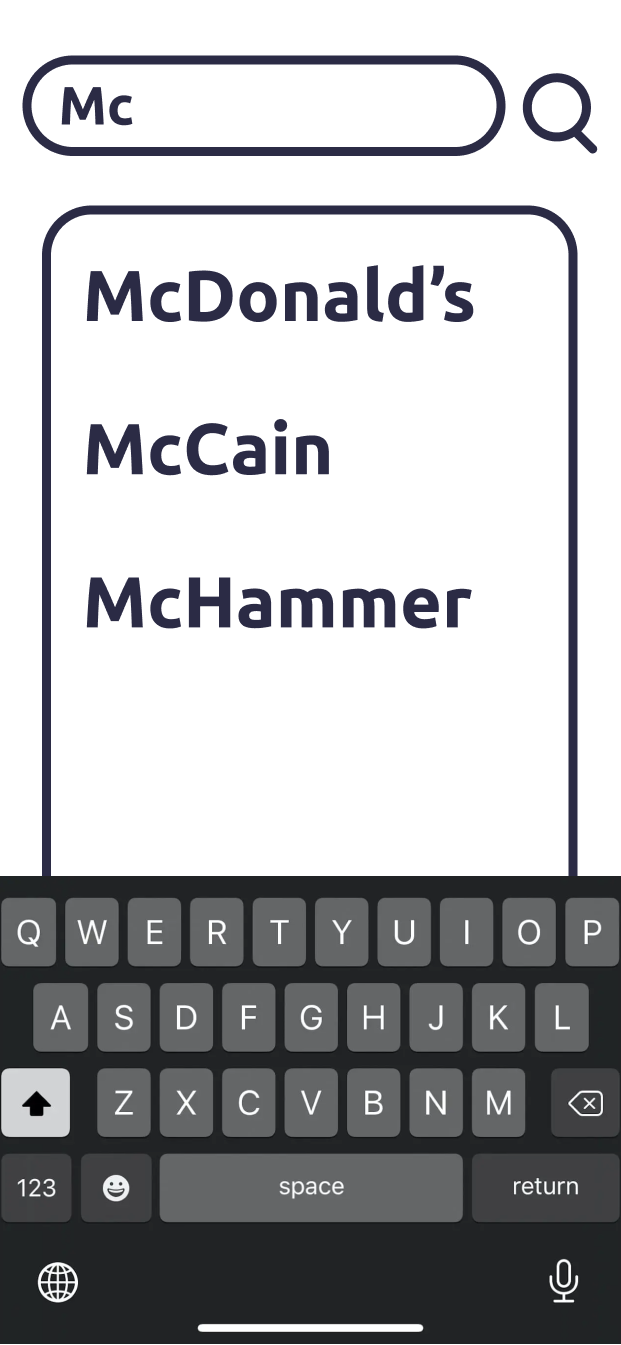 Mc
McDonald’s
McCain
McHammer
Q W E R T Y U I O P
A S D F G H J K L
Z X C V B N M
123 space return